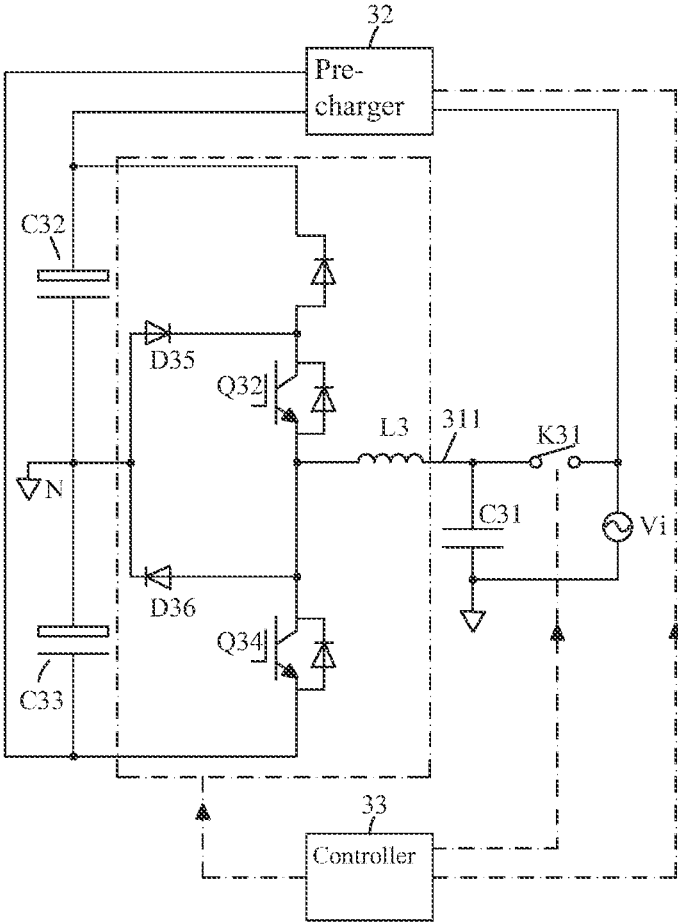 32
Pre-
charger
C32
D35
Q32
L3
311
K31
N
C31
Vi
D36
Q34
C33
33
Controller